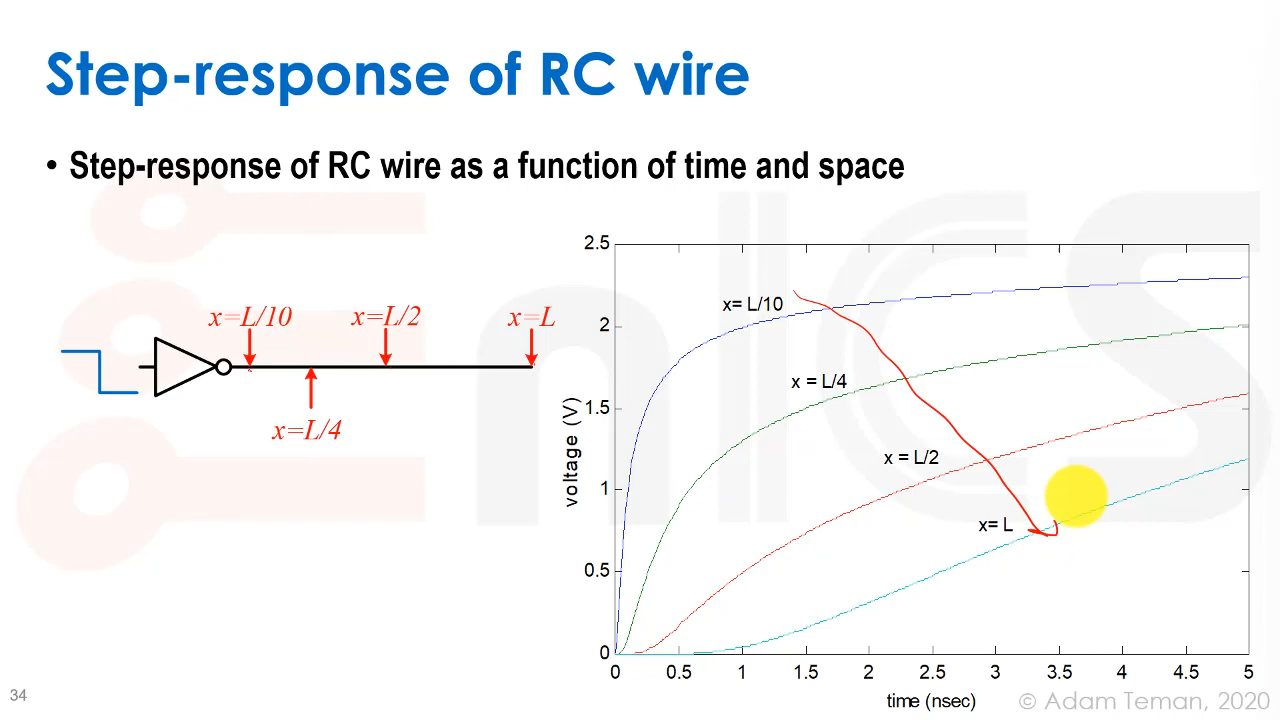 Step-response of RC wire
• Step-response of RC wire as a function of time and space
x=L/10
x=L/2
x=L
x=L/4
voltage (V)
2.5
2
1.5
1
0.5
0
x= L/10
x = L/4
x = L/2
x= L
0 0.5 1 1.5 2 2.5 3 3.5 4 4.5 5
time (nsec)
34
© Adam Teman, 2020
nICS